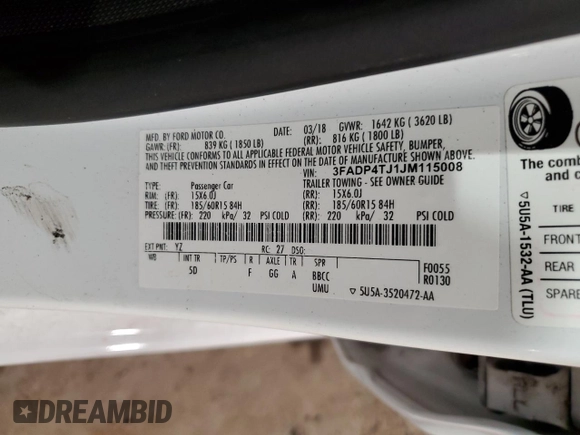 MFD. BY FORD MOTOR CO. DATE: 03/18 GVWR: 1642 KG ( 3620 LB)
GAWR: (FR): 839 KG ( 1850 LB) (RR): 816 KG ( 1800 LB)
THIS VEHICLE CONFORMS TO ALL APPLICABLE FEDERAL MOTOR VEHICLE SAFETY, BUMPER,
AND THEFT PREVENTION STANDARDS IN EFFECT ON THE DATE OF MANUFACTURE SHOWN ABOVE.
VIN: 3FADP4TJ1JM115008
TYPE: Passenger Car TRAILER TOWING - SEE OWNER GUIDE
RIM: (FR): 15X6.0J (RR): 15X6.0J
TIRE: (FR): 185/60R15 84H (RR): 185/60R15 84H
PRESSURE: (FR): 220 kPa/ 32 PSI COLD (RR): 220 kPa/ 32 PSI COLD
EXT PNT: YZ RC: 27 DSO:
WB INT TR TP/PS R AXLE TR SPR
5D F GG A BBCC
UMU
F0055
R0130
▽ 5U5A-3520472-AA
▽ 5U5A-1532-AA (TLU)
The comb
and c
TIRE
FRONT
REAR
SPARE
DREAMBID